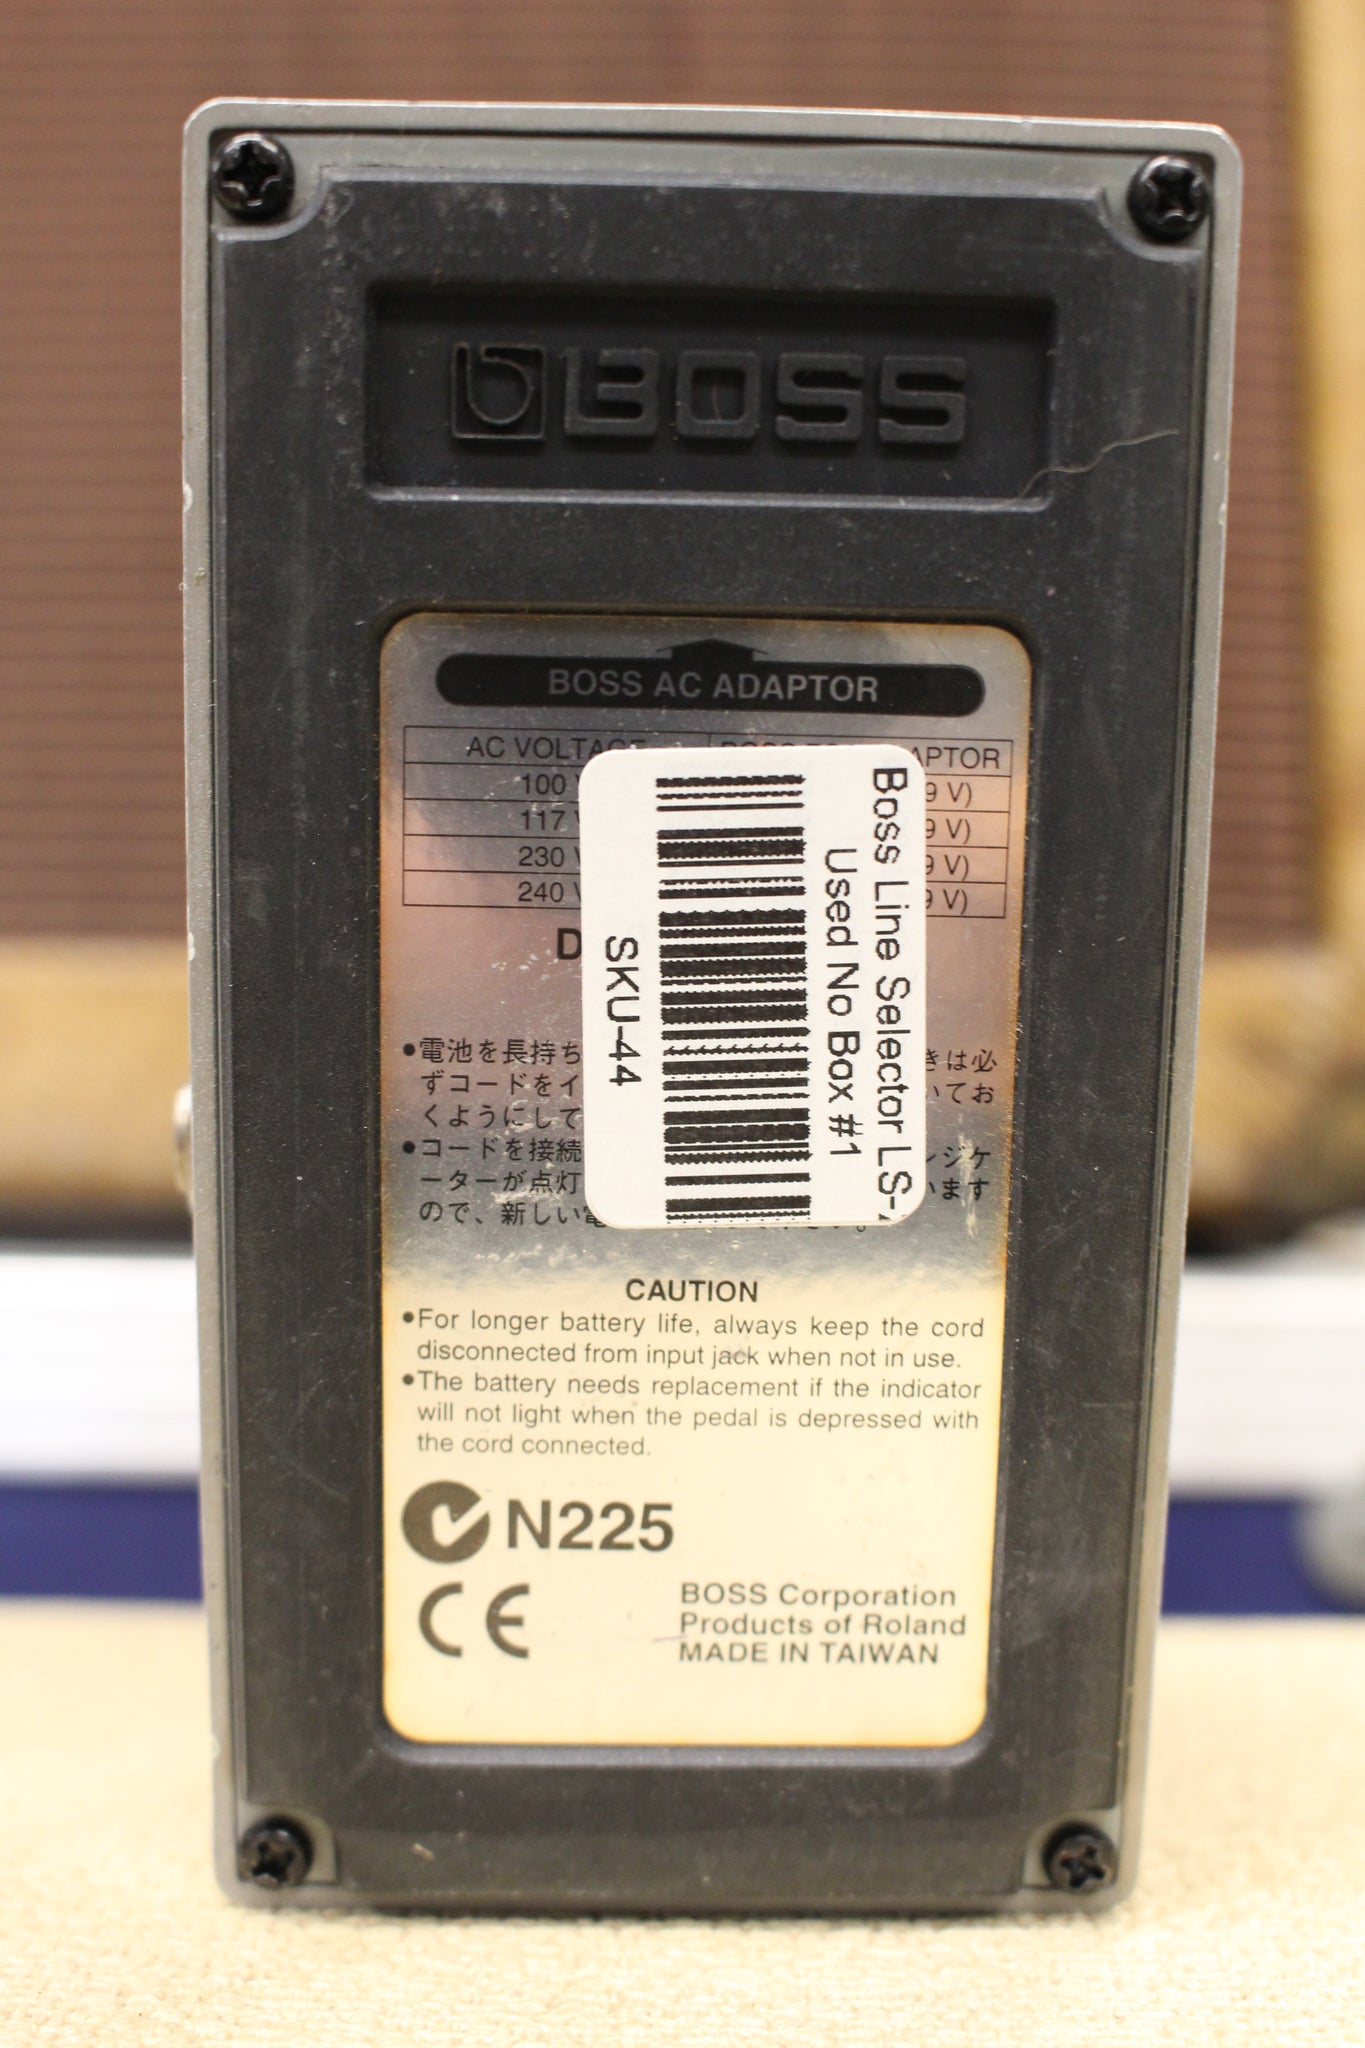 BOSS
BOSS AC ADAPTOR
AC VOLTAGE APTOR
100 9 V)
117 9 V)
230 9 V)
240 9 V)
Boss Line Selector LS-
Used No Box #1
SKU-44
●電池を長持ち きは必
ずコードをイ いてお
くようにして
●コードを接続 ンジケ
ーターが点灯 います
ので、新しい電
CAUTION
●For longer battery life, always keep the cord
disconnected from input jack when not in use.
●The battery needs replacement if the indicator
will not light when the pedal is depressed with
the cord connected.
N225
CE
BOSS Corporation
Products of Roland
MADE IN TAIWAN